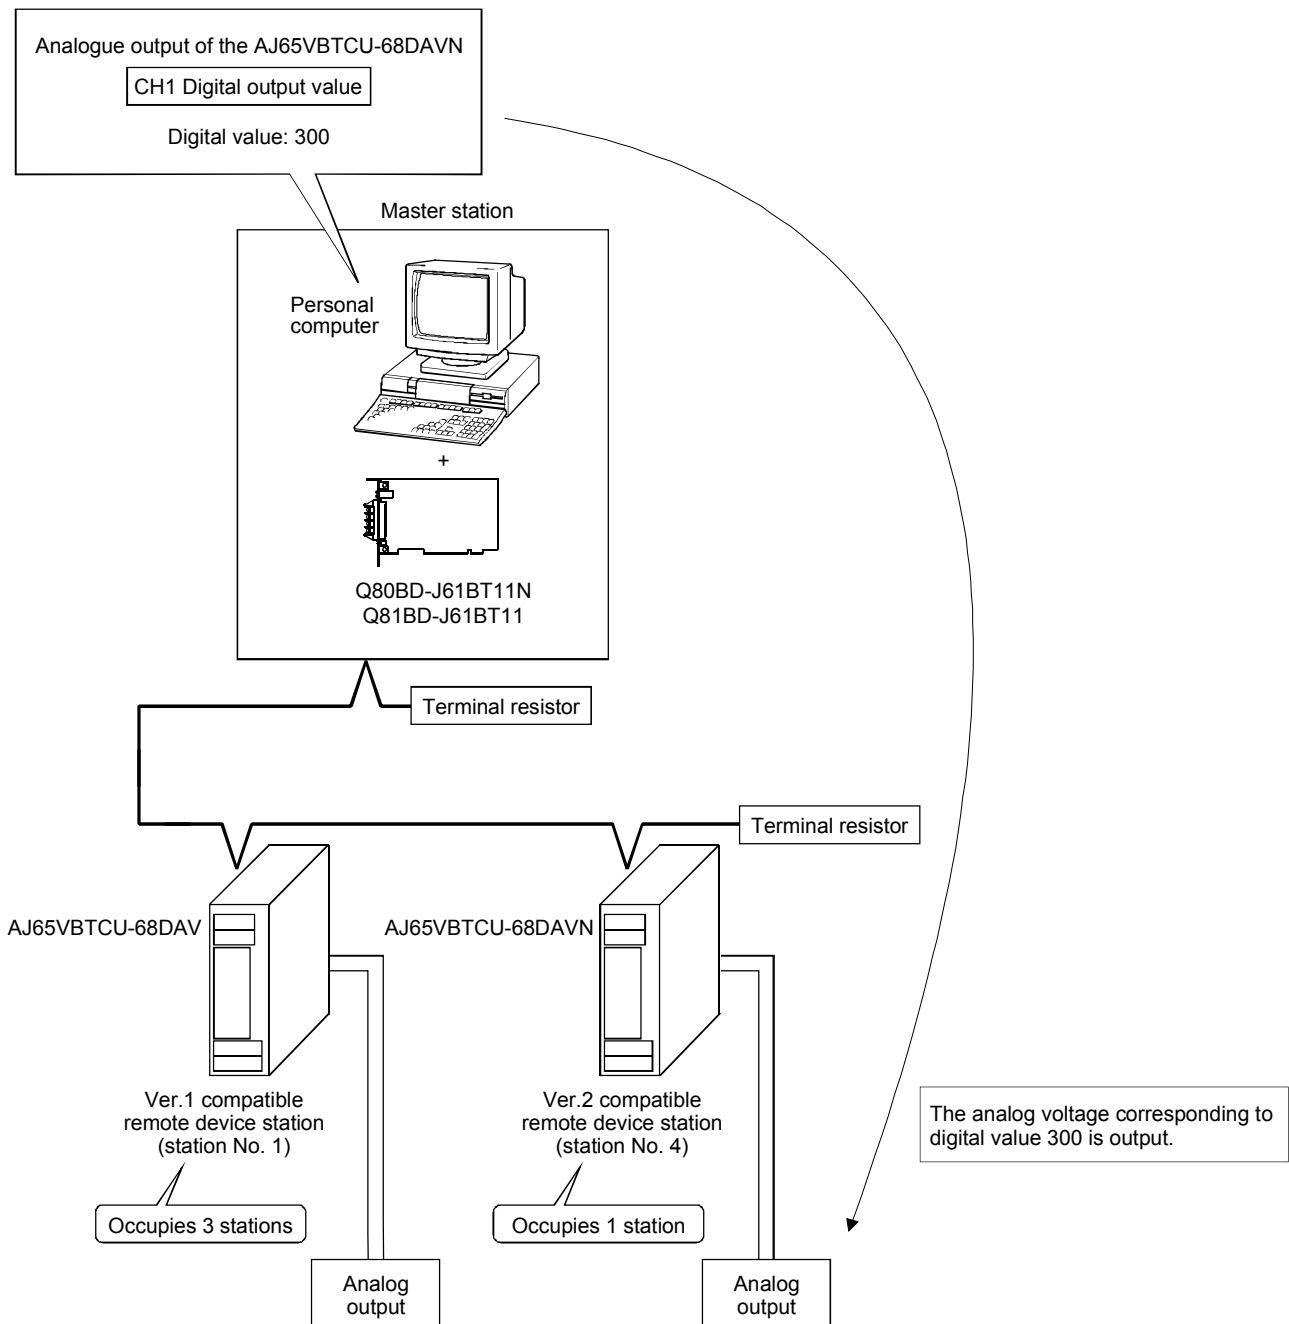 Analogue output of the AJ65VBTCU-68DAVN
CH1 Digital output value
Digital value: 300
Master station
Personal
computer
+
Q80BD-J61BT11N
Q81BD-J61BT11
Terminal resistor
Terminal resistor
AJ65VBTCU-68DAV
AJ65VBTCU-68DAVN
Ver.1 compatible
remote device station
(station No. 1)
Ver.2 compatible
remote device station
(station No. 4)
The analog voltage corresponding to
digital value 300 is output.
Occupies 3 stations
Occupies 1 station
Analog
output
Analog
output